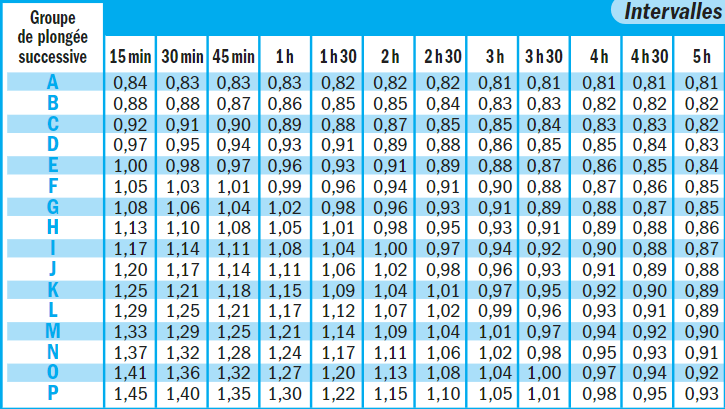 Groupe
de plongée
successive
Intervalles
15 min 30 min 45 min 1 h 1 h 30 2 h 2 h 30 3 h 3 h 30 4 h 4 h 30 5 h
A 0,84 0,83 0,83 0,83 0,82 0,82 0,82 0,81 0,81 0,81 0,81 0,81
B 0,88 0,88 0,87 0,86 0,85 0,85 0,84 0,83 0,83 0,82 0,82 0,82
C 0,92 0,91 0,90 0,89 0,88 0,87 0,85 0,85 0,84 0,83 0,83 0,82
D 0,97 0,95 0,94 0,93 0,91 0,89 0,88 0,86 0,85 0,85 0,84 0,83
E 1,00 0,98 0,97 0,96 0,93 0,91 0,89 0,88 0,87 0,86 0,85 0,84
F 1,05 1,03 1,01 0,99 0,96 0,94 0,91 0,90 0,88 0,87 0,86 0,85
G 1,08 1,06 1,04 1,02 0,98 0,96 0,93 0,91 0,89 0,88 0,87 0,85
H 1,13 1,10 1,08 1,05 1,01 0,98 0,95 0,93 0,91 0,89 0,88 0,86
I 1,17 1,14 1,11 1,08 1,04 1,00 0,97 0,94 0,92 0,90 0,88 0,87
J 1,20 1,17 1,14 1,11 1,06 1,02 0,98 0,96 0,93 0,91 0,89 0,88
K 1,25 1,21 1,18 1,15 1,09 1,04 1,01 0,97 0,95 0,92 0,90 0,89
L 1,29 1,25 1,21 1,17 1,12 1,07 1,02 0,99 0,96 0,93 0,91 0,89
M 1,33 1,29 1,25 1,21 1,14 1,09 1,04 1,01 0,97 0,94 0,92 0,90
N 1,37 1,32 1,28 1,24 1,17 1,11 1,06 1,02 0,98 0,95 0,93 0,91
O 1,41 1,36 1,32 1,27 1,20 1,13 1,08 1,04 1,00 0,97 0,94 0,92
P 1,45 1,40 1,35 1,30 1,22 1,15 1,10 1,05 1,01 0,98 0,95 0,93